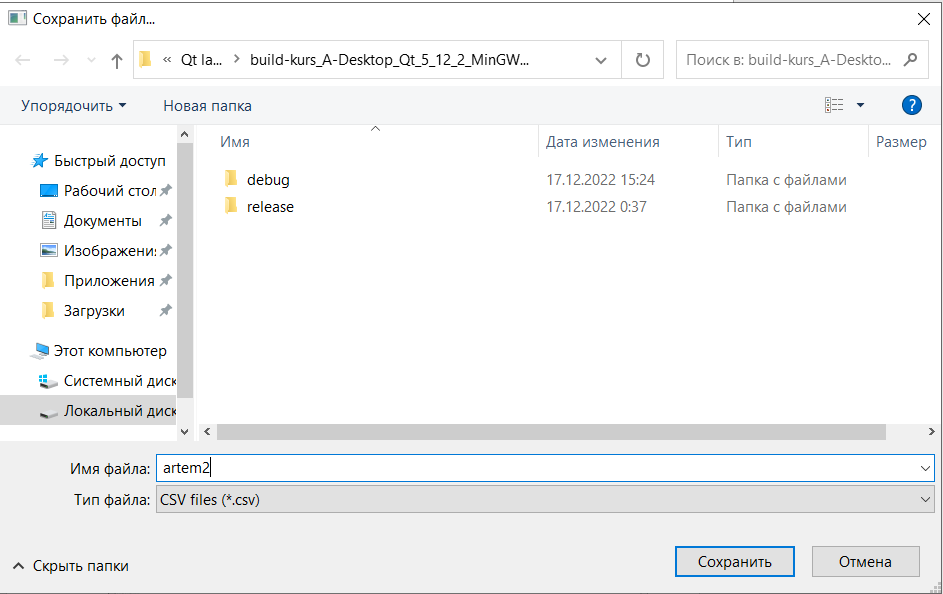 Сохранить файл...
« Qt la... > build-kurs_A-Desktop_Qt_5_12_2_MinGW...
Поиск в: build-kurs_A-Deskto...
Упорядочить
Новая папка
?
Имя
Дата изменения
Тип
Размер
debug 17.12.2022 15:24 Папка с файлами
release 17.12.2022 0:37 Папка с файлами
Быстрый доступ
Рабочий стол
Документы
Изображени
Приложения
Загрузки
Этот компьютер
Системный диск
Локальный диск
Имя файла: artem2
Тип файла: CSV files (*.csv)
Скрыть папки
Сохранить
Отмена